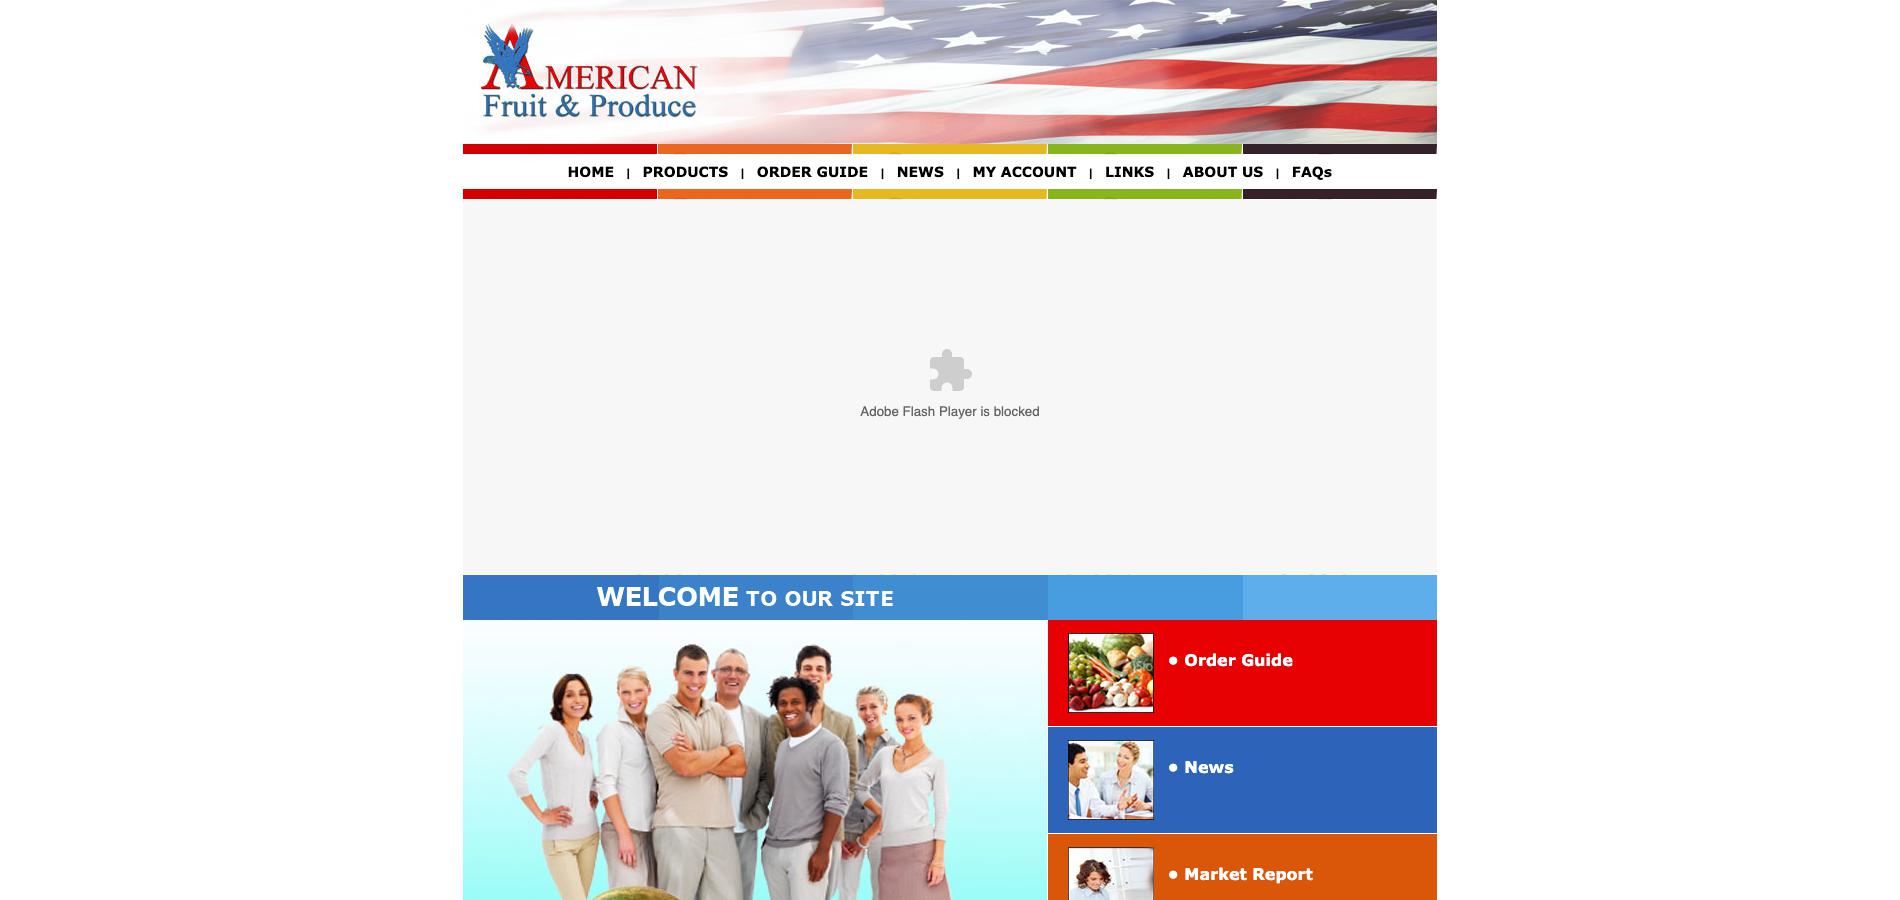 AMERICAN
Fruit & Produce
HOME | PRODUCTS | ORDER GUIDE | NEWS | MY ACCOUNT | LINKS | ABOUT US | FAQs
Adobe Flash Player is blocked
WELCOME TO OUR SITE
• Order Guide
• News
• Market Report